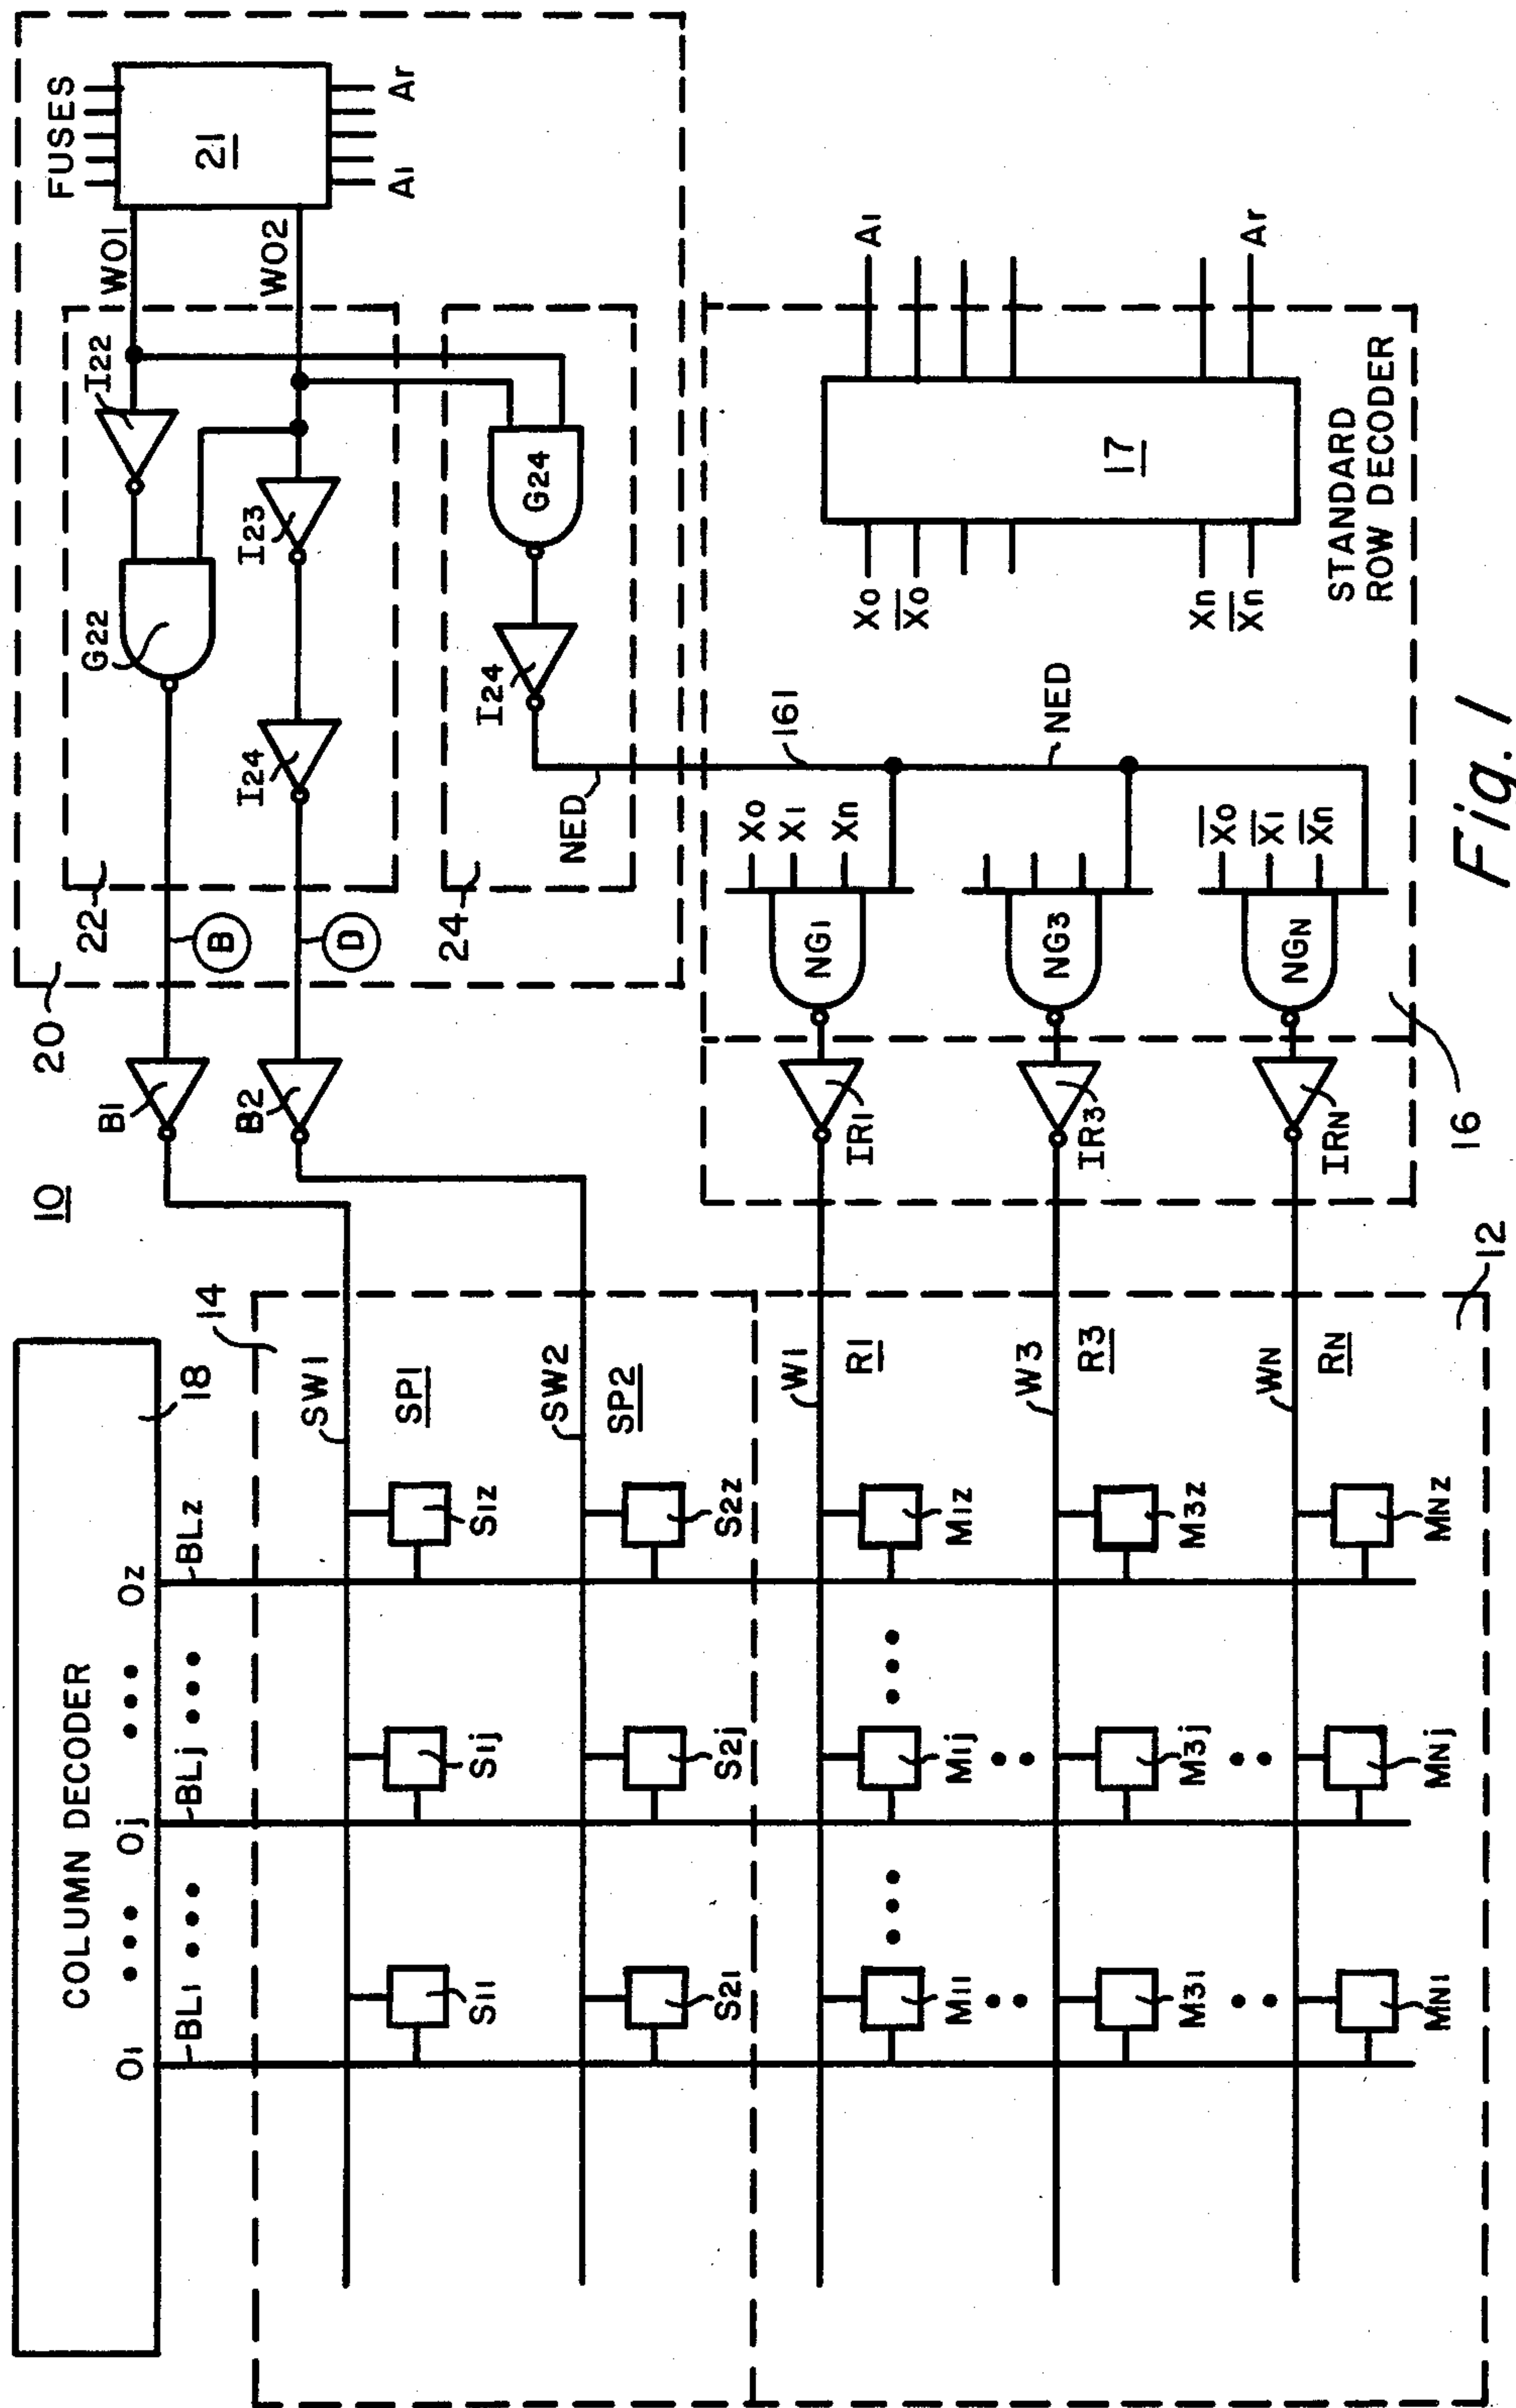 COLUMN DECODER
O1 ••• Oj ••• Oz
BL1 ••• BLj ••• BLz
18
14
10
SW1
SP1
S11
S1j
S1z
SW2
SP2
S21
S2j
S2z
W1
R1
M11
M1j
M1z
W3
R3
M31
M3j
M3z
WN
RN
MN1
MNj
MNz
12
20
B1
B2
B
D
22
G22
I22
I23
I24
WO1
WO2
FUSES
21
A1
Ar
24
G24
I24
NED
161
NED
X0
X1
Xn
NG1
NG3
X̅0
X̅1
X̅n
NGN
IR1
IR3
IRN
16
X0
X̅0
Xn
X̅n
17
A1
Ar
STANDARD
ROW DECODER
Fig. 1